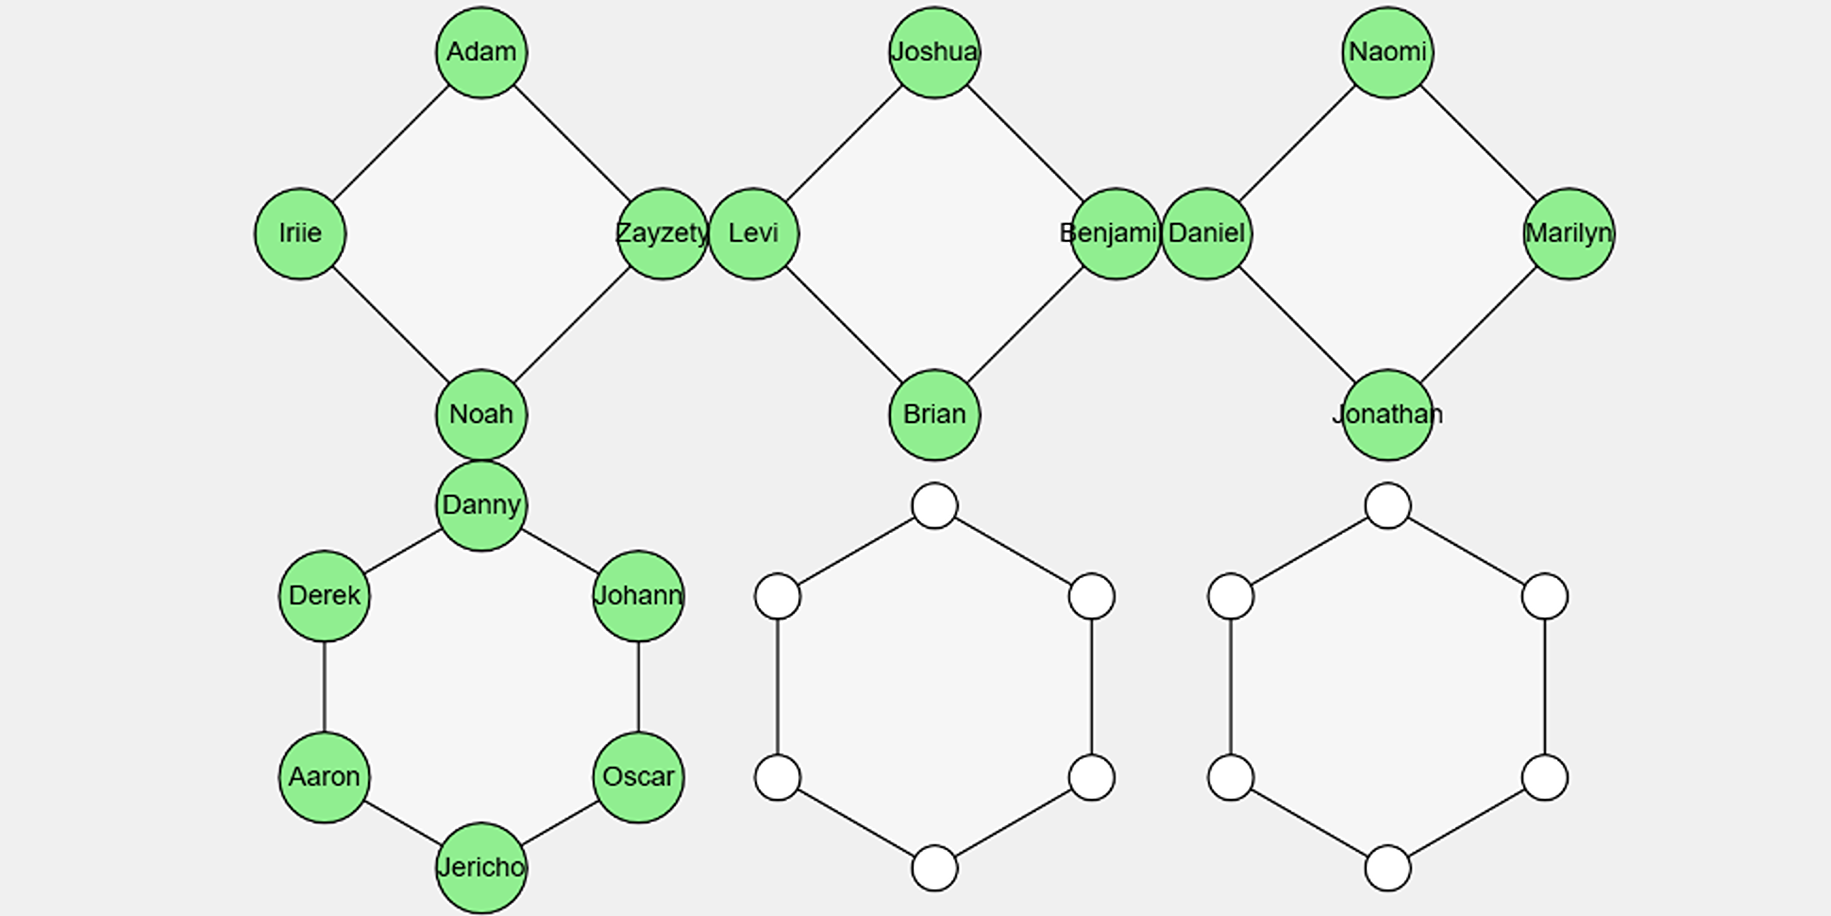 Adam
Joshua
Naomi
Iriie
Zayzety
Levi
Benjami
Daniel
Marilyn
Noah
Brian
Jonathan
Danny
Derek
Johann
Aaron
Oscar
Jericho